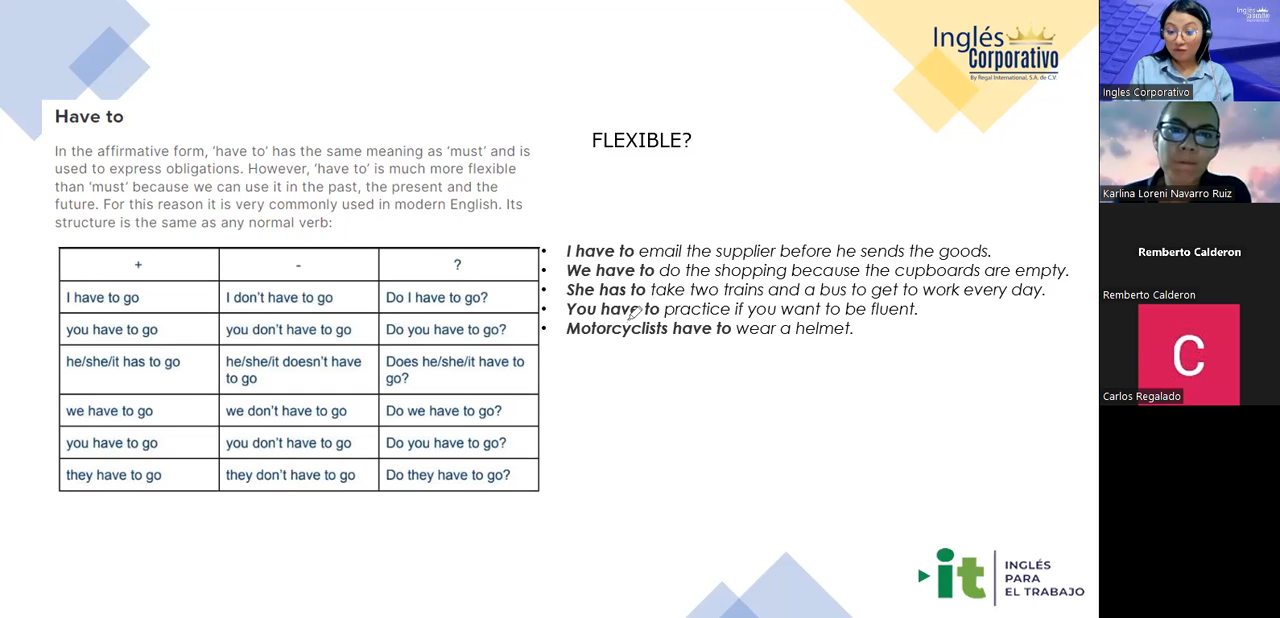 Inglés
Corporativo
By Regal International, S.A. de C.V.
Have to
In the affirmative form, ‘have to’ has the same meaning as ‘must’ and is
used to express obligations. However, ‘have to’ is much more flexible
than ‘must’ because we can use it in the past, the present and the
future. For this reason it is very commonly used in modern English. Its
structure is the same as any normal verb:
+ - ?
I have to go I don’t have to go Do I have to go?
you have to go you don’t have to go Do you have to go?
he/she/it has to go he/she/it doesn’t have to go Does he/she/it have to go?
we have to go we don’t have to go Do we have to go?
you have to go you don’t have to go Do you have to go?
they have to go they don’t have to go Do they have to go?
FLEXIBLE?
• I have to email the supplier before he sends the goods.
• We have to do the shopping because the cupboards are empty.
• She has to take two trains and a bus to get to work every day.
• You have to practice if you want to be fluent.
• Motorcyclists have to wear a helmet.
it
INGLÉS
PARA
EL TRABAJO
Ingles Corporativo
Karlina Loreni Navarro Ruiz
Remberto Calderon
Remberto Calderon
C
Carlos Regalado